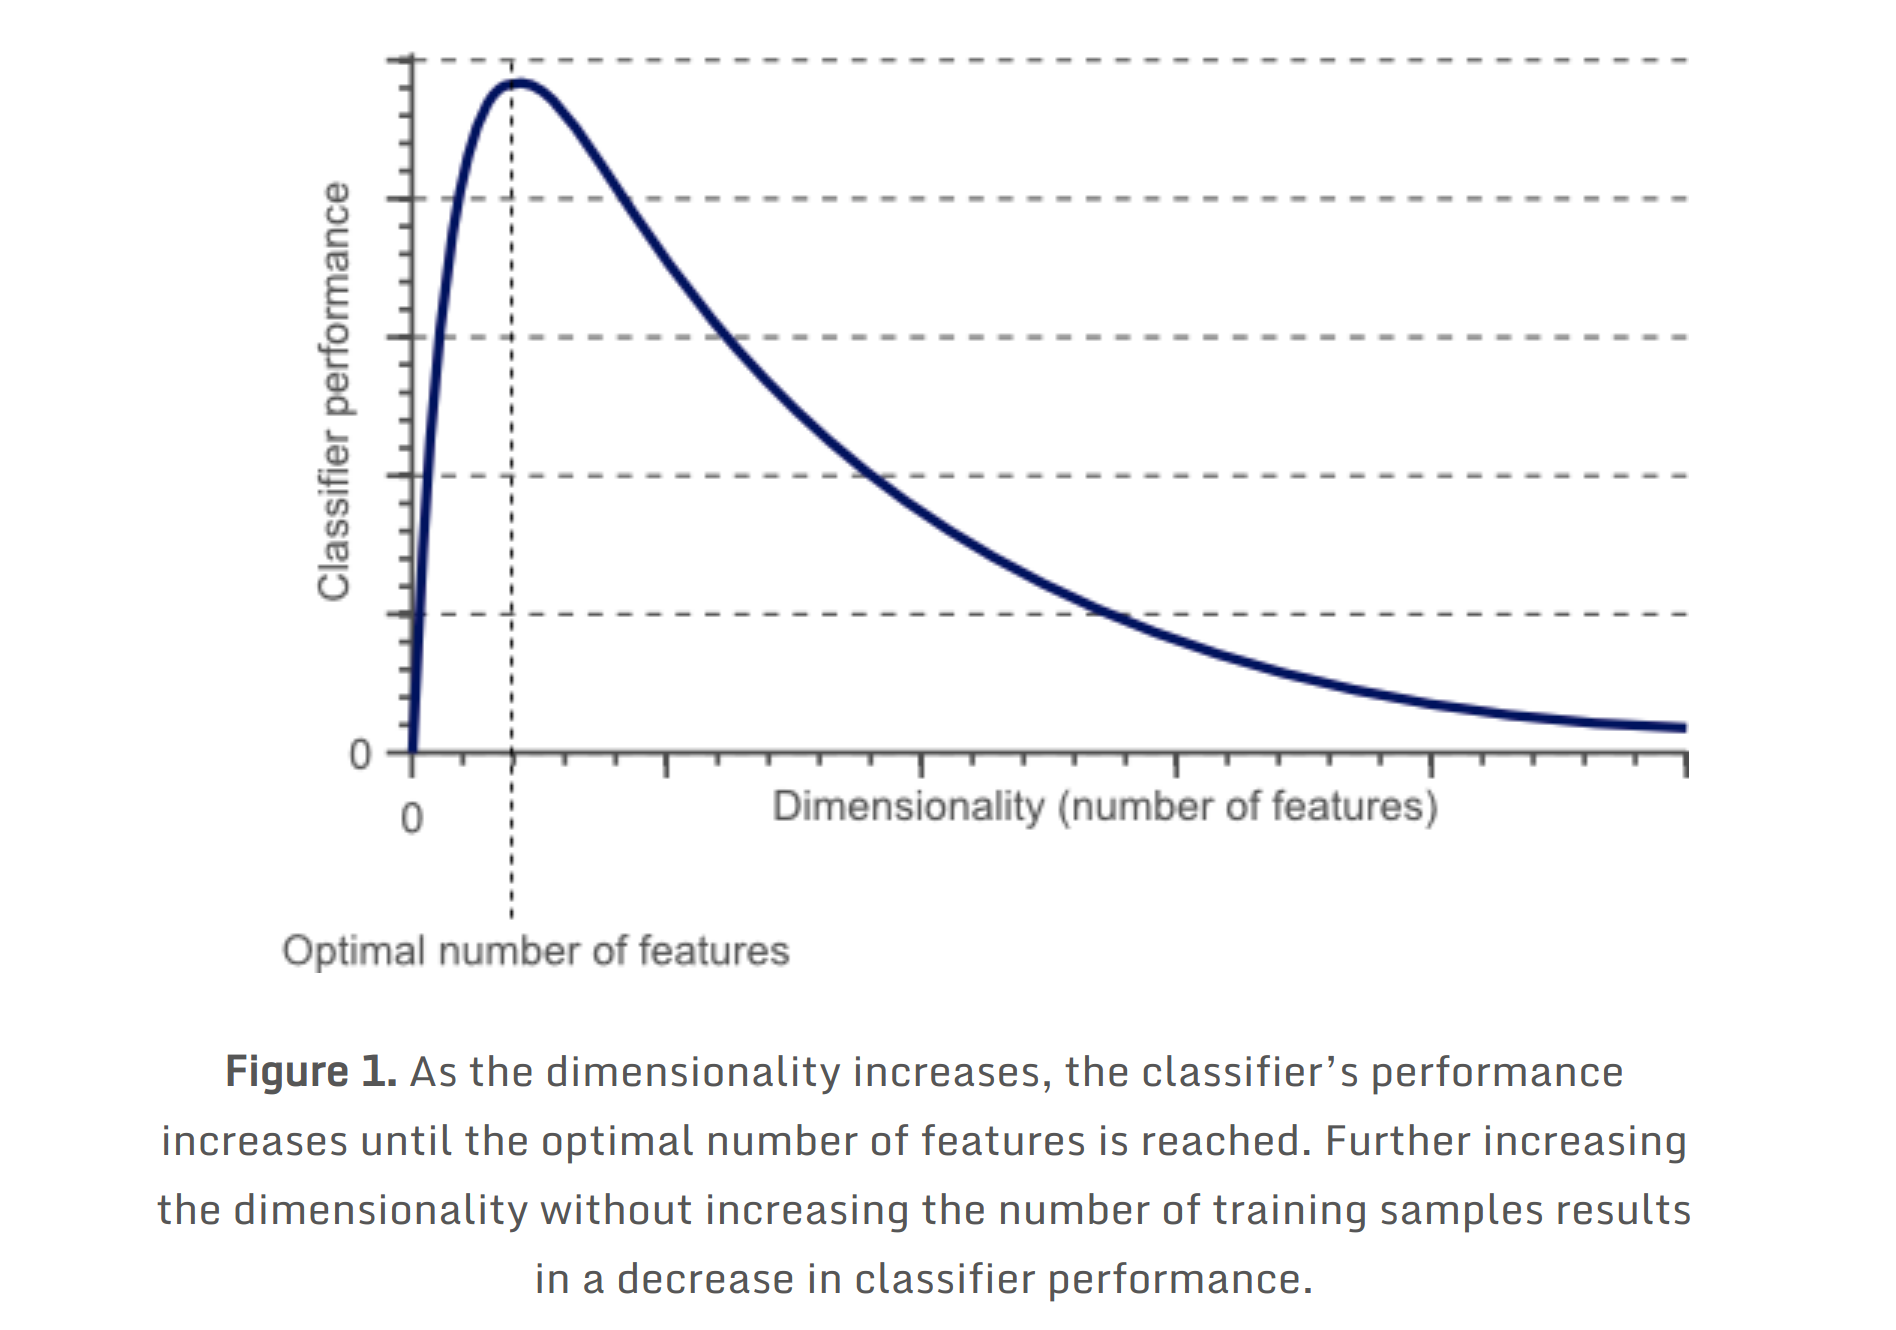 Classifier performance
0
0
Dimensionality (number of features)
Optimal number of features
Figure 1. As the dimensionality increases, the classifier’s performance
increases until the optimal number of features is reached. Further increasing
the dimensionality without increasing the number of training samples results
in a decrease in classifier performance.